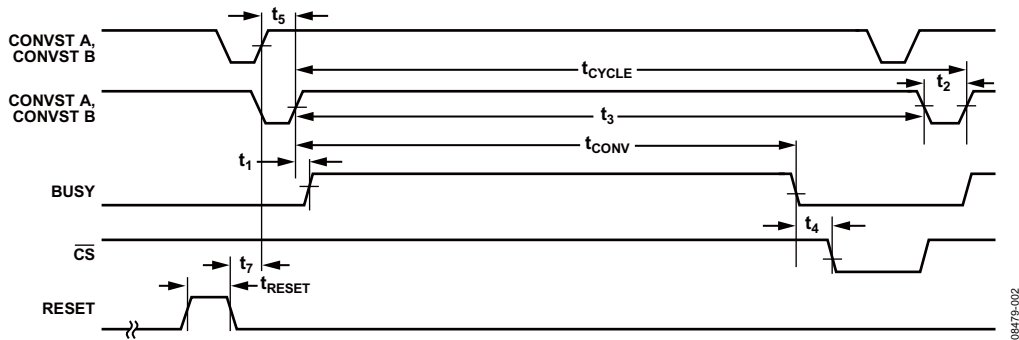 t5
CONVST A,
CONVST B
tCYCLE
t2
CONVST A,
CONVST B
t3
tCONV
t1
BUSY
t4
CS
t7
tRESET
RESET
08479-002